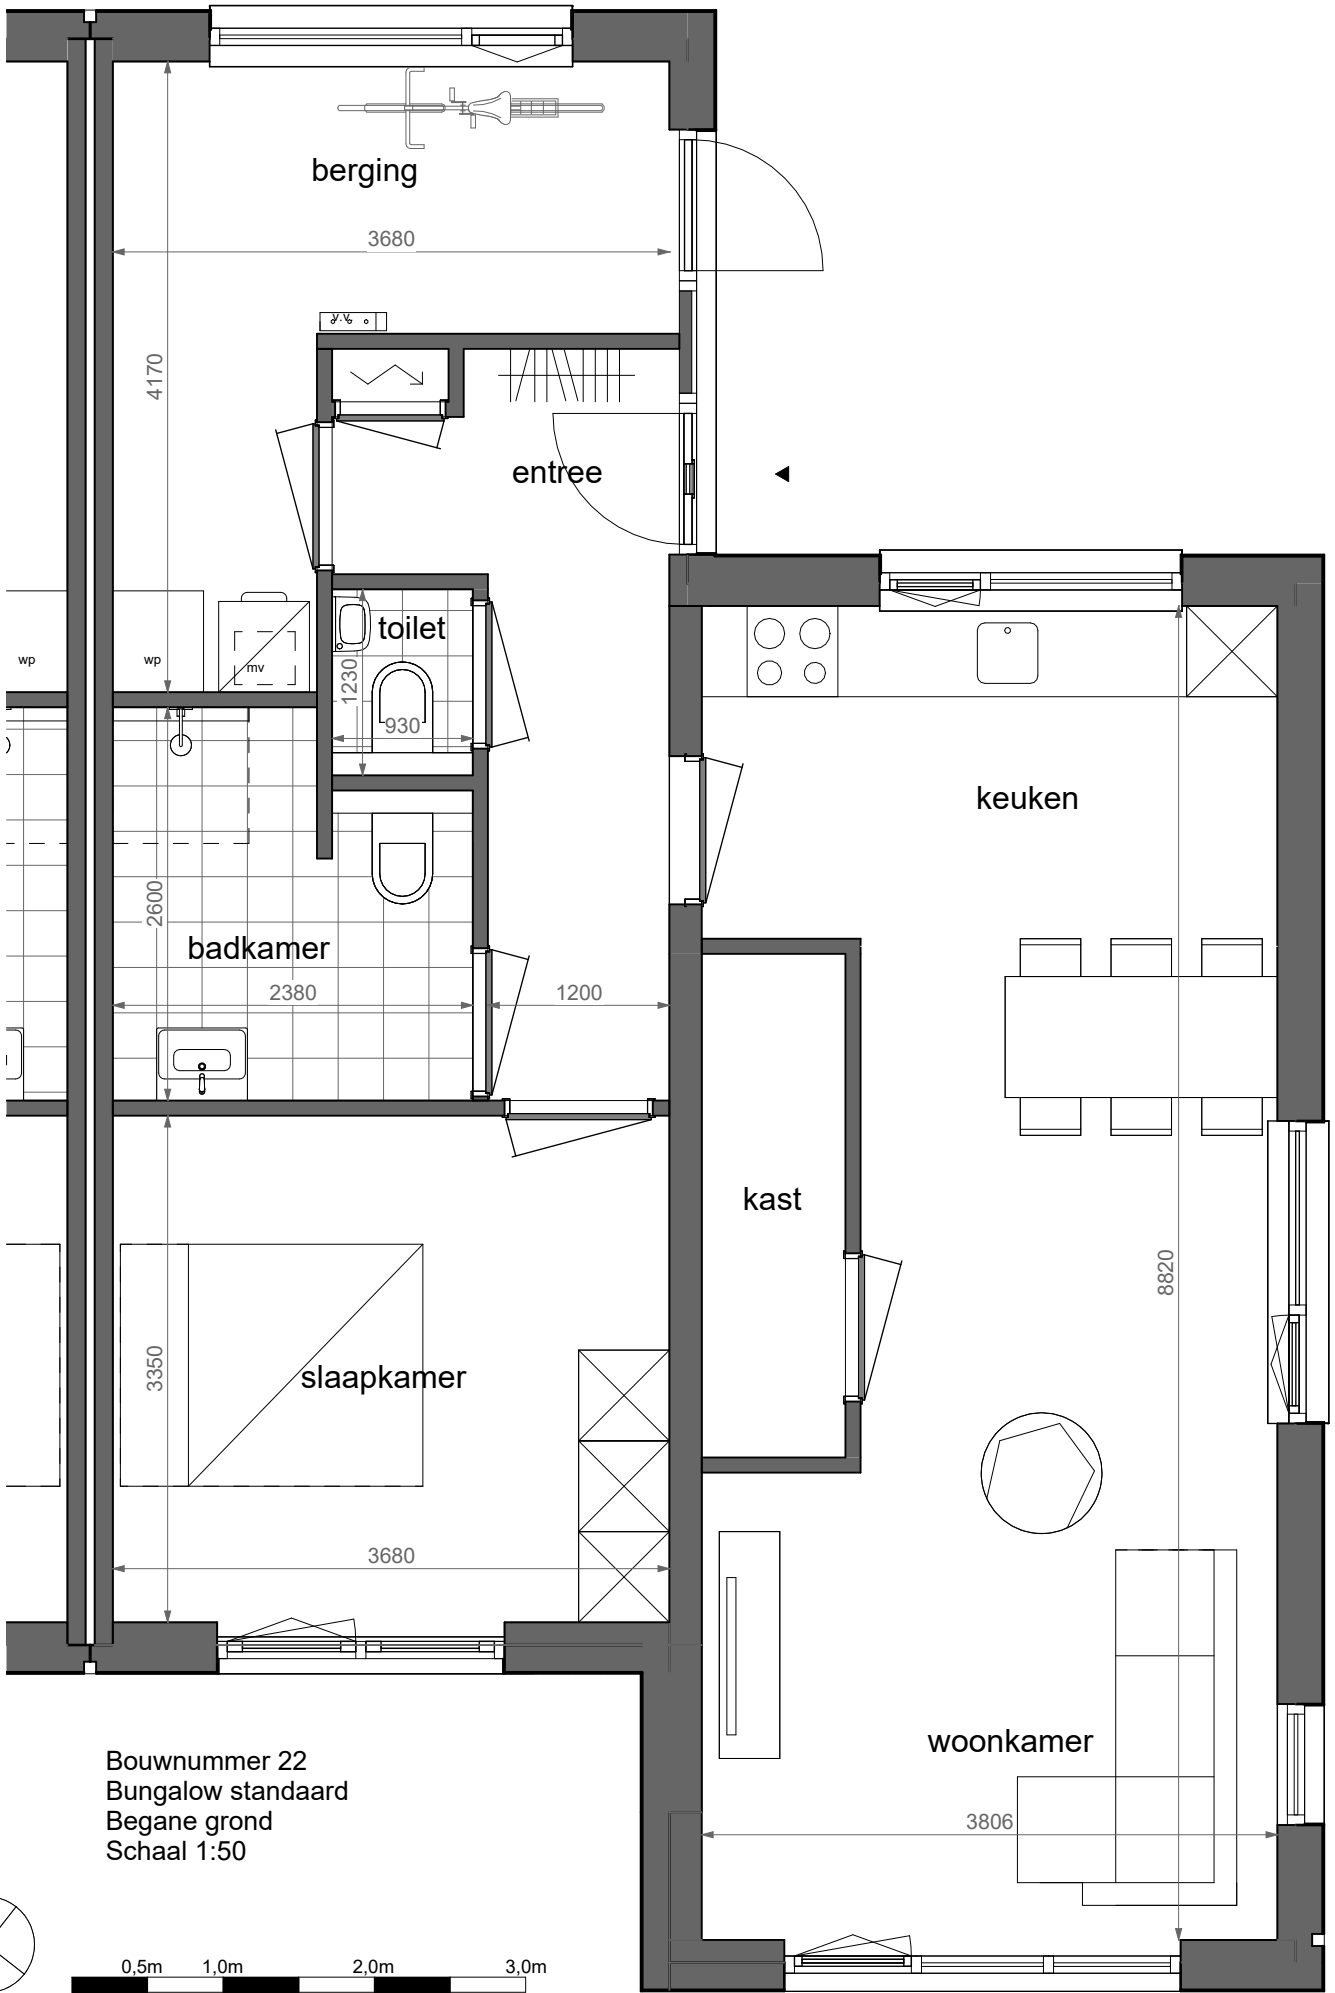 berging
3680
v.v.
4170
entree
toilet
wp
wp
mv
1230
930
keuken
2600
badkamer
2380
1200
kast
8820
3350
slaapkamer
3680
woonkamer
3806
Bouwnummer 22
Bungalow standaard
Begane grond
Schaal 1:50
0,5m 1,0m 2,0m 3,0m